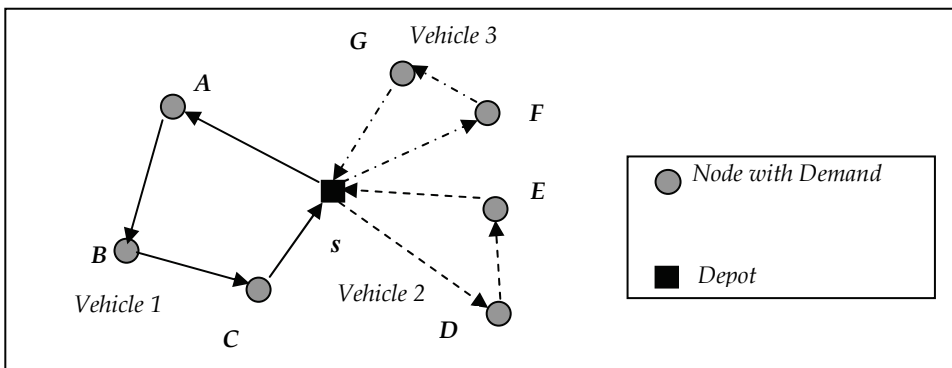 G
Vehicle 3
A
F
Node with Demand
E
B
s
Vehicle 1
Vehicle 2
Depot
C
D